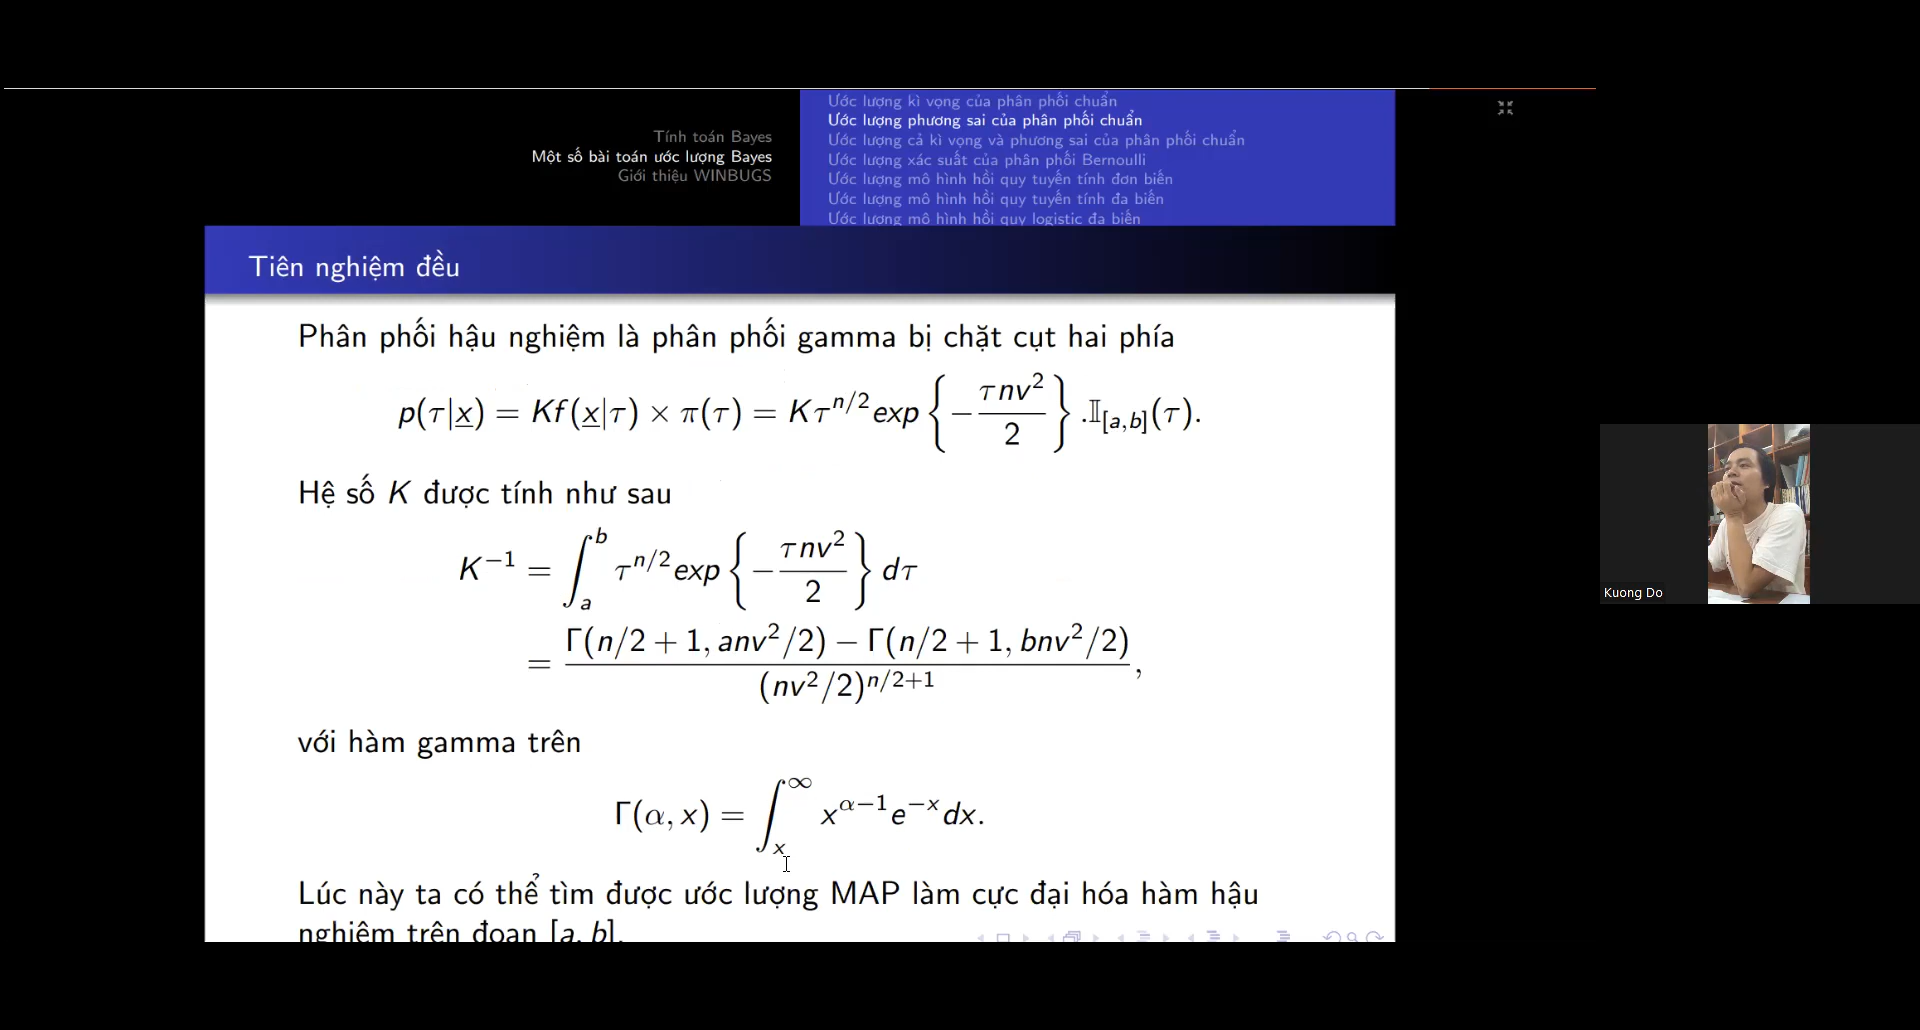 Tính toán Bayes
Một số bài toán ước lượng Bayes
Giới thiệu WINBUGS
Ước lượng kì vọng của phân phối chuẩn
Ước lượng phương sai của phân phối chuẩn
Ước lượng cả kì vọng và phương sai của phân phối chuẩn
Ước lượng xác suất của phân phối Bernoulli
Ước lượng mô hình hồi quy tuyến tính đơn biến
Ước lượng mô hình hồi quy tuyến tính đa biến
Ước lượng mô hình hồi quy logistic đa biến
Tiên nghiệm đều
Phân phối hậu nghiệm là phân phối gamma bị chặt cụt hai phía
p(τ|x̲) = Kf(x̲|τ) × π(τ) = Kτ^{n/2} exp{−τnv²/2}.𝕀_{[a,b]}(τ).
Hệ số K được tính như sau
K⁻¹ = ∫_a^b τ^{n/2} exp{−τnv²/2} dτ
= (Γ(n/2 + 1, anv²/2) − Γ(n/2 + 1, bnv²/2)) / (nv²/2)^{n/2+1},
với hàm gamma trên
Γ(α, x) = ∫_x^∞ x^{α−1} e^{−x} dx.
Lúc này ta có thể tìm được ước lượng MAP làm cực đại hóa hàm hậu
nghiệm trên đoạn [a, b].
Kuong Do